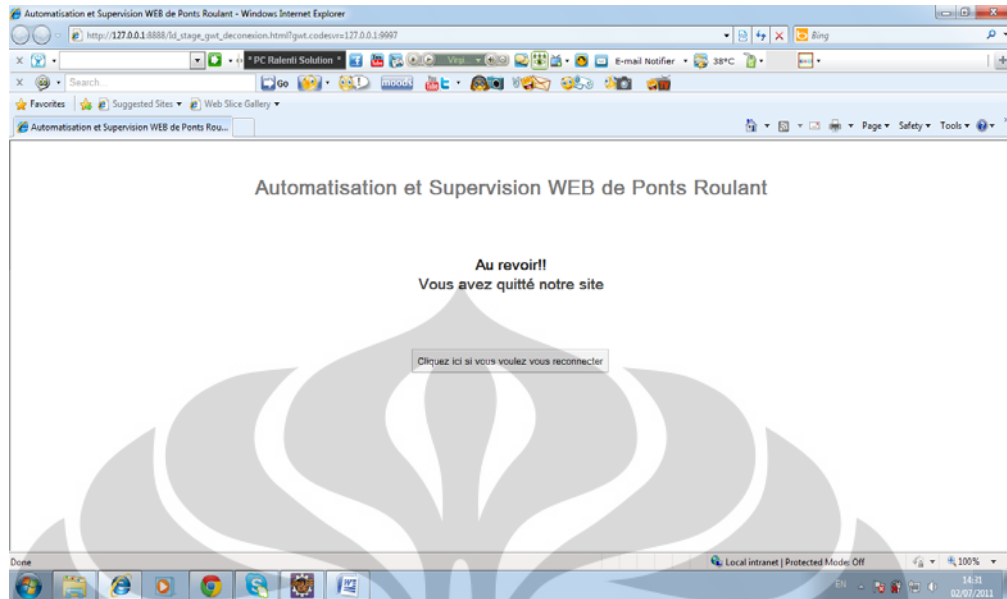 Automatisation et Supervision WEB de Ponts Roulant - Windows Internet Explorer
http://127.0.0.1:8888/Id_stage_gwt_deconexion.html?gwt.codesvr=127.0.0.1:9997
Bing
* PC Ralenti Solution *
E-mail Notifier
38°C
Search...
Go
moods
Favorites
Suggested Sites
Web Slice Gallery
Automatisation et Supervision WEB de Ponts Rou...
Page
Safety
Tools
Automatisation et Supervision WEB de Ponts Roulant
Au revoir!!
Vous avez quitté notre site
Cliquez ici si vous voulez vous reconnecter
Done
Local intranet | Protected Mode: Off
100%
EN
14:31
02/07/2011